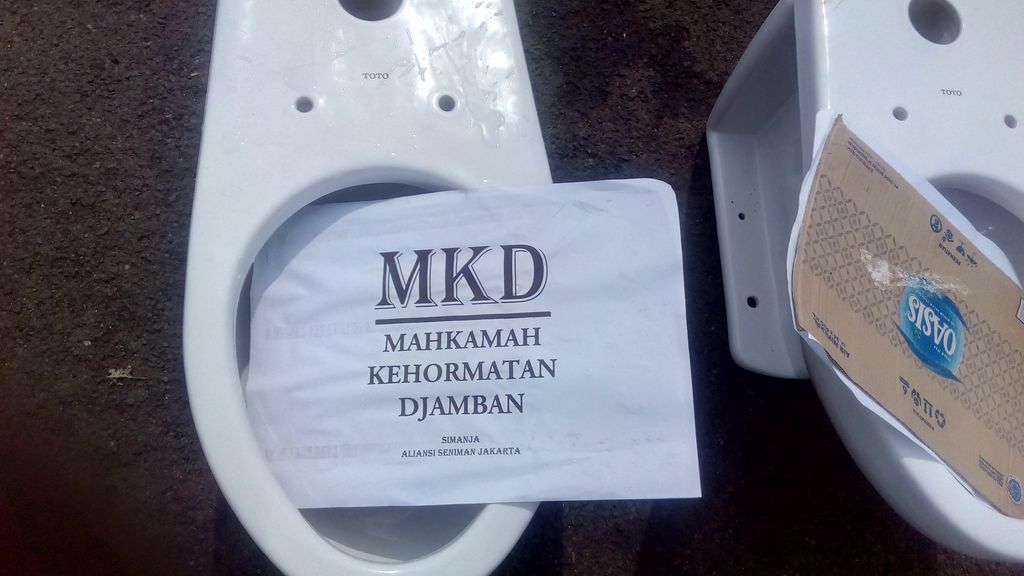 TOTO
MKD
MAHKAMAH
KEHORMATAN
DJAMBAN
SIMANJA
ALIANSI SENIMAN JAKARTA
TOTO
OASIS